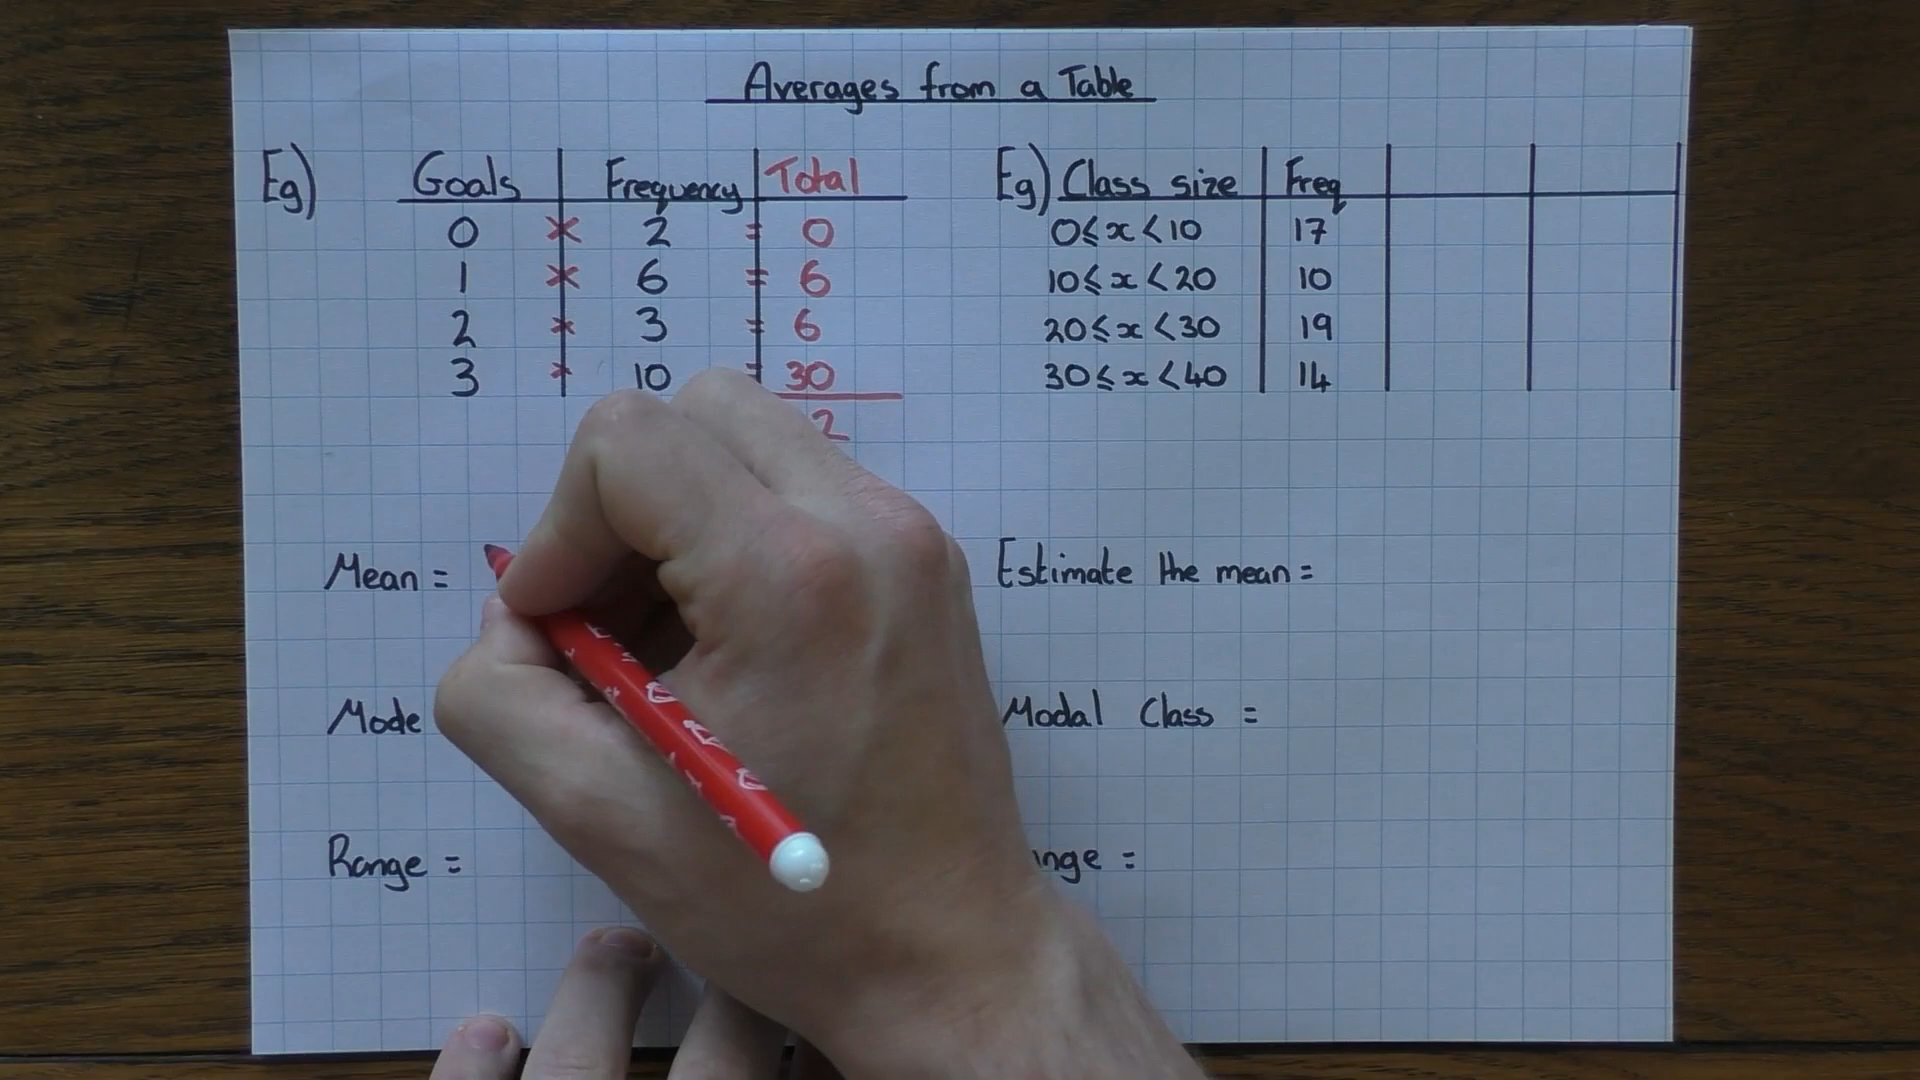 Averages from a Table
Eg) Goals Frequency Total
0 × 2 = 0
1 × 6 = 6
2 × 3 = 6
3 × 10 = 30
2
Mean =
Mode
Range =
Eg) Class size Freq
0 ≤ x < 10 17
10 ≤ x < 20 10
20 ≤ x < 30 19
30 ≤ x < 40 14
Estimate the mean =
Modal Class =
ange =